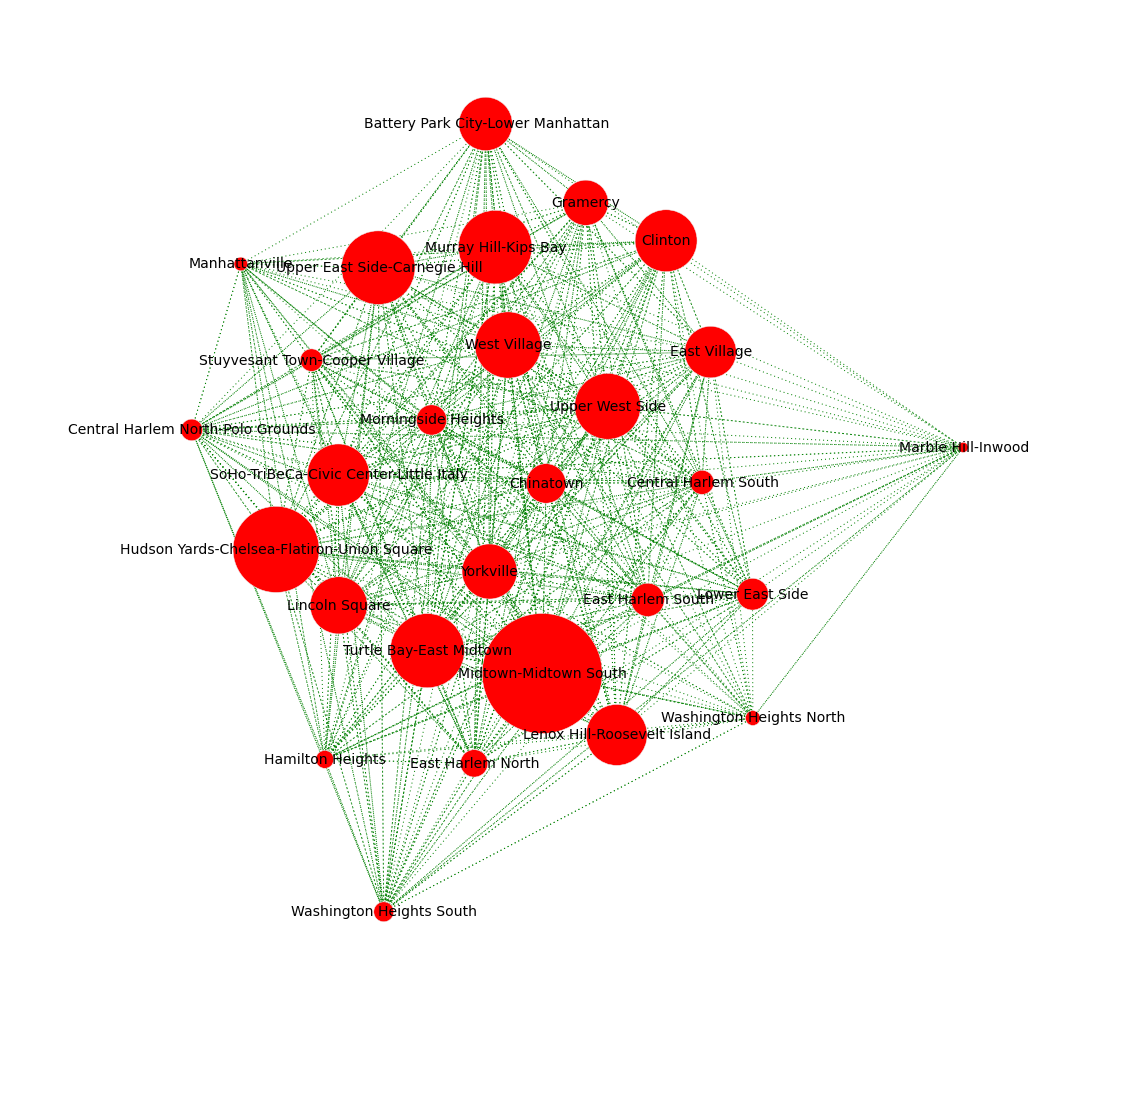 Battery Park City-Lower Manhattan
Gramercy
Clinton
Murray Hill-Kips Bay
Manhattanville
Upper East Side-Carnegie Hill
West Village
East Village
Stuyvesant Town-Cooper Village
Upper West Side
Morningside Heights
Central Harlem North-Polo Grounds
Marble Hill-Inwood
SoHo-TriBeCa-Civic Center-Little Italy
Chinatown
Central Harlem South
Hudson Yards-Chelsea-Flatiron-Union Square
Yorkville
Lower East Side
East Harlem South
Lincoln Square
Turtle Bay-East Midtown
Midtown-Midtown South
Washington Heights North
Lenox Hill-Roosevelt Island
Hamilton Heights
East Harlem North
Washington Heights South